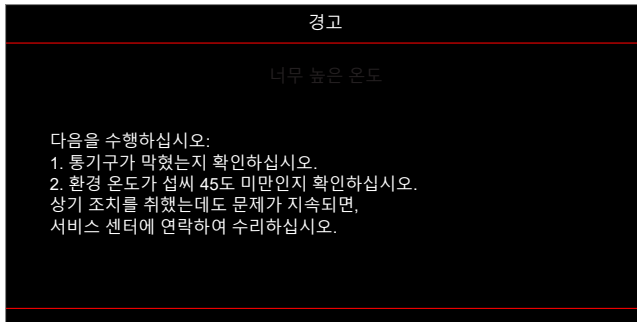 경고
너무 높은 온도
다음을 수행하십시오:
1. 통기구가 막혔는지 확인하십시오.
2. 환경 온도가 섭씨 45도 미만인지 확인하십시오.
상기 조치를 취했는데도 문제가 지속되면,
서비스 센터에 연락하여 수리하십시오.